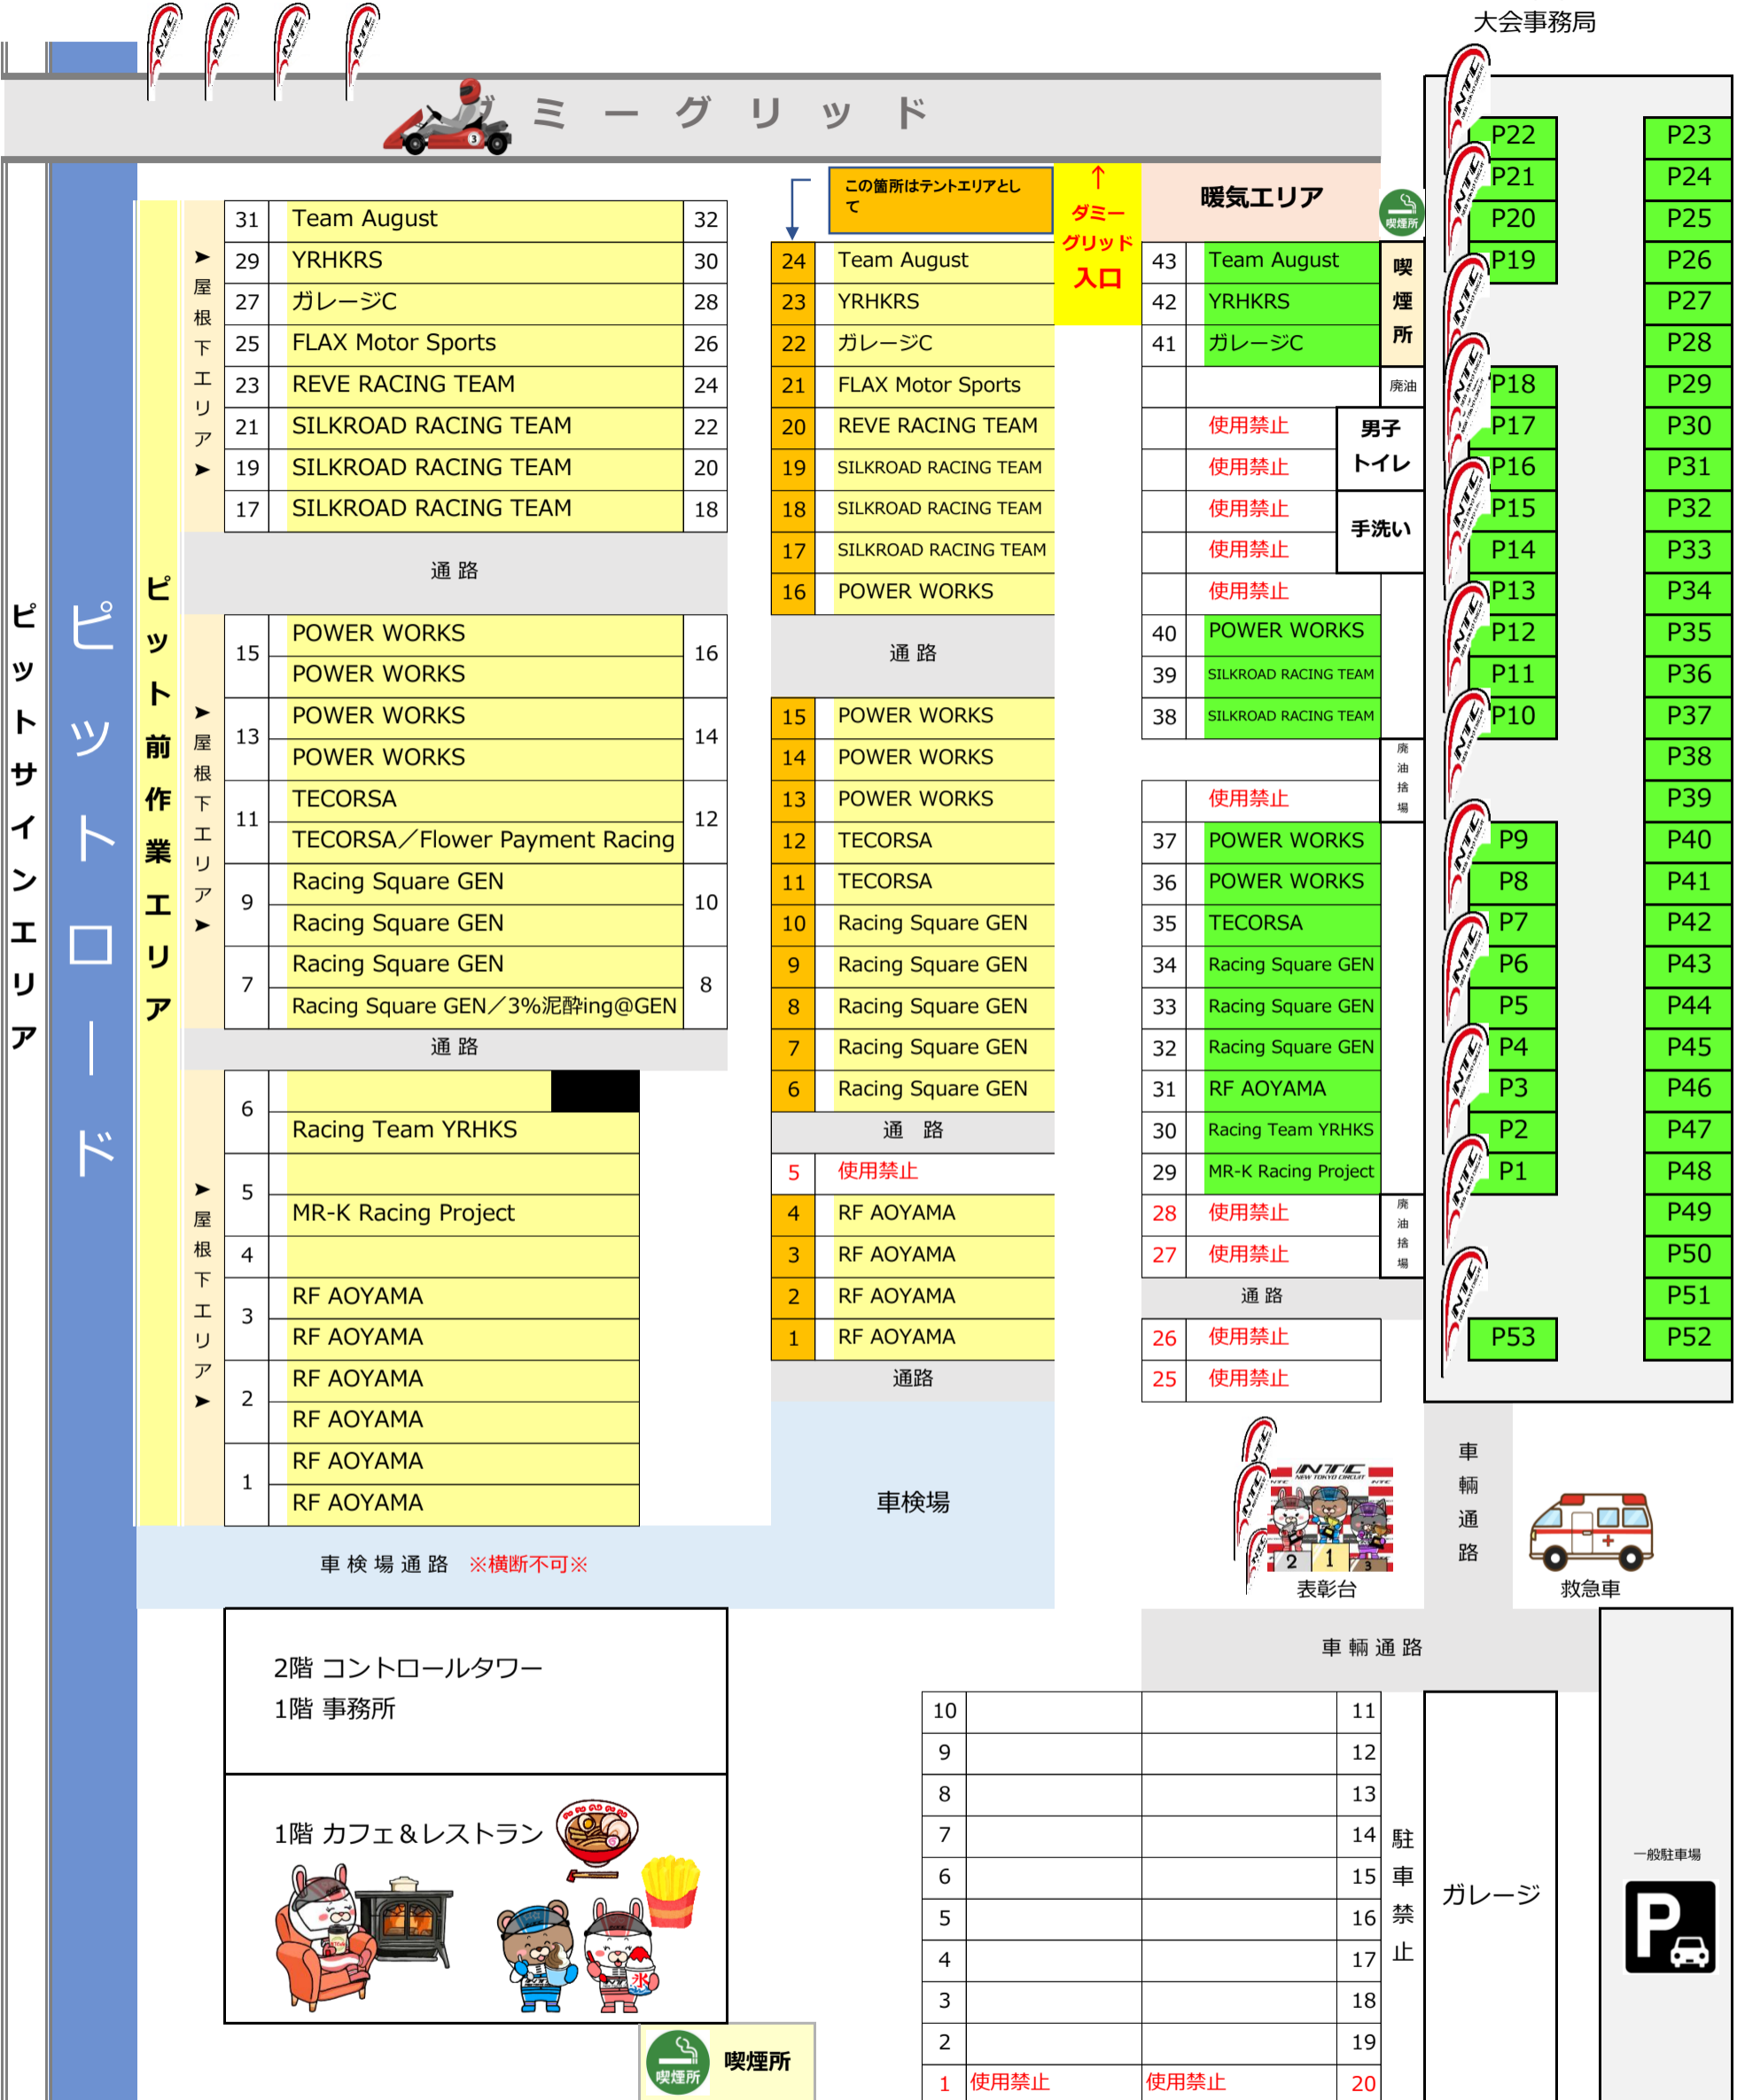 大会事務局
ミーグリッド
この箇所はテントエリアとし
て
↑
ダミー
グリッド
入口
暖気エリア
喫煙所
喫煙所
廃油
男子
トイレ
手洗い
廃油捨場
廃油捨場
ピットサインエリア
ピットロード
ピット前作業エリア
➤屋根下エリア➤
31 Team August 32
29 YRHKRS 30
27 ガレージC 28
25 FLAX Motor Sports 26
23 REVE RACING TEAM 24
21 SILKROAD RACING TEAM 22
19 SILKROAD RACING TEAM 20
17 SILKROAD RACING TEAM 18
通路
➤屋根下エリア➤
15 POWER WORKS 16
POWER WORKS
13 POWER WORKS 14
POWER WORKS
11 TECORSA 12
TECORSA／Flower Payment Racing
9 Racing Square GEN 10
Racing Square GEN
7 Racing Square GEN 8
Racing Square GEN／3%泥酔ing@GEN
通路
➤屋根下エリア➤
6
Racing Team YRHKS
5
MR-K Racing Project
4
3 RF AOYAMA
RF AOYAMA
2 RF AOYAMA
RF AOYAMA
1 RF AOYAMA
RF AOYAMA
24 Team August
23 YRHKRS
22 ガレージC
21 FLAX Motor Sports
20 REVE RACING TEAM
19 SILKROAD RACING TEAM
18 SILKROAD RACING TEAM
17 SILKROAD RACING TEAM
16 POWER WORKS
通路
15 POWER WORKS
14 POWER WORKS
13 POWER WORKS
12 TECORSA
11 TECORSA
10 Racing Square GEN
9 Racing Square GEN
8 Racing Square GEN
7 Racing Square GEN
6 Racing Square GEN
通 路
5 使用禁止
4 RF AOYAMA
3 RF AOYAMA
2 RF AOYAMA
1 RF AOYAMA
通路
車検場
車検場通路 ※横断不可※
43 Team August
42 YRHKRS
41 ガレージC
使用禁止
使用禁止
使用禁止
使用禁止
使用禁止
40 POWER WORKS
39 SILKROAD RACING TEAM
38 SILKROAD RACING TEAM
使用禁止
37 POWER WORKS
36 POWER WORKS
35 TECORSA
34 Racing Square GEN
33 Racing Square GEN
32 Racing Square GEN
31 RF AOYAMA
30 Racing Team YRHKS
29 MR-K Racing Project
28 使用禁止
27 使用禁止
通路
26 使用禁止
25 使用禁止
P22 P23
P21 P24
P20 P25
P19 P26
P27
P28
P18 P29
P17 P30
P16 P31
P15 P32
P14 P33
P13 P34
P12 P35
P11 P36
P10 P37
P38
P39
P9 P40
P8 P41
P7 P42
P6 P43
P5 P44
P4 P45
P3 P46
P2 P47
P1 P48
P49
P50
P51
P53 P52
NTC
NEW TOKYO CIRCUIT
2 1 3
表彰台
車輌通路
救急車
車輌通路
2階 コントロールタワー
1階 事務所
1階 カフェ＆レストラン
氷
喫煙所
喫煙所
10 11
9 12
8 13
7 14
6 15
5 16
4 17
3 18
2 19
1 使用禁止 使用禁止 20
駐車禁止
ガレージ
一般駐車場
P